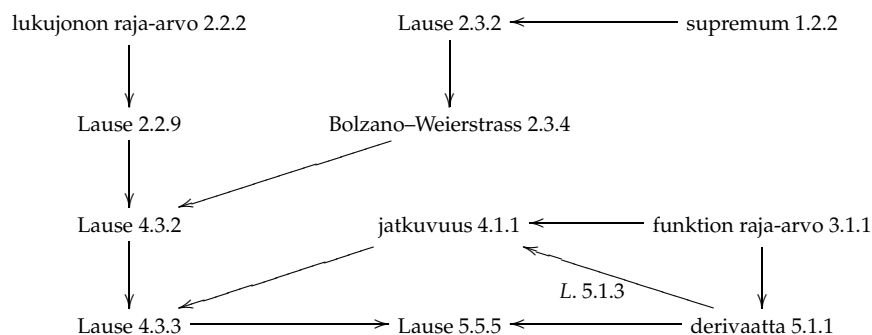 lukujonon raja-arvo 2.2.2 Lause 2.3.2 supremum 1.2.2
Lause 2.2.9 Bolzano–Weierstrass 2.3.4
Lause 4.3.2 jatkuvuus 4.1.1 funktion raja-arvo 3.1.1
L. 5.1.3
Lause 4.3.3 Lause 5.5.5 derivaatta 5.1.1